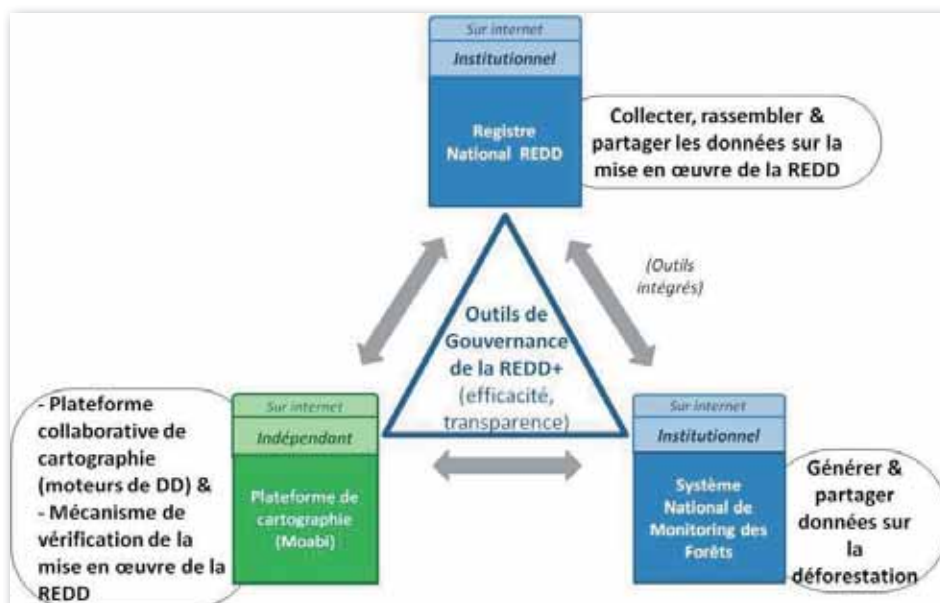 Sur internet
Institutionnel
Registre
National REDD
Collecter, rassembler &
partager les données sur la
mise en œuvre de la REDD
(Outils
intégrés)
Outils de
Gouvernance
de la REDD+
(efficacité,
transparence)
- Plateforme
collaborative de
cartographie
(moteurs de DD) &
- Mécanisme de
vérification de la
mise en œuvre de la
REDD
Sur internet
Indépendant
Plateforme de
cartographie
(Moabi)
Sur internet
Institutionnel
Système
National de
Monitoring des
Forêts
Générer &
partager
données sur
la
déforestation